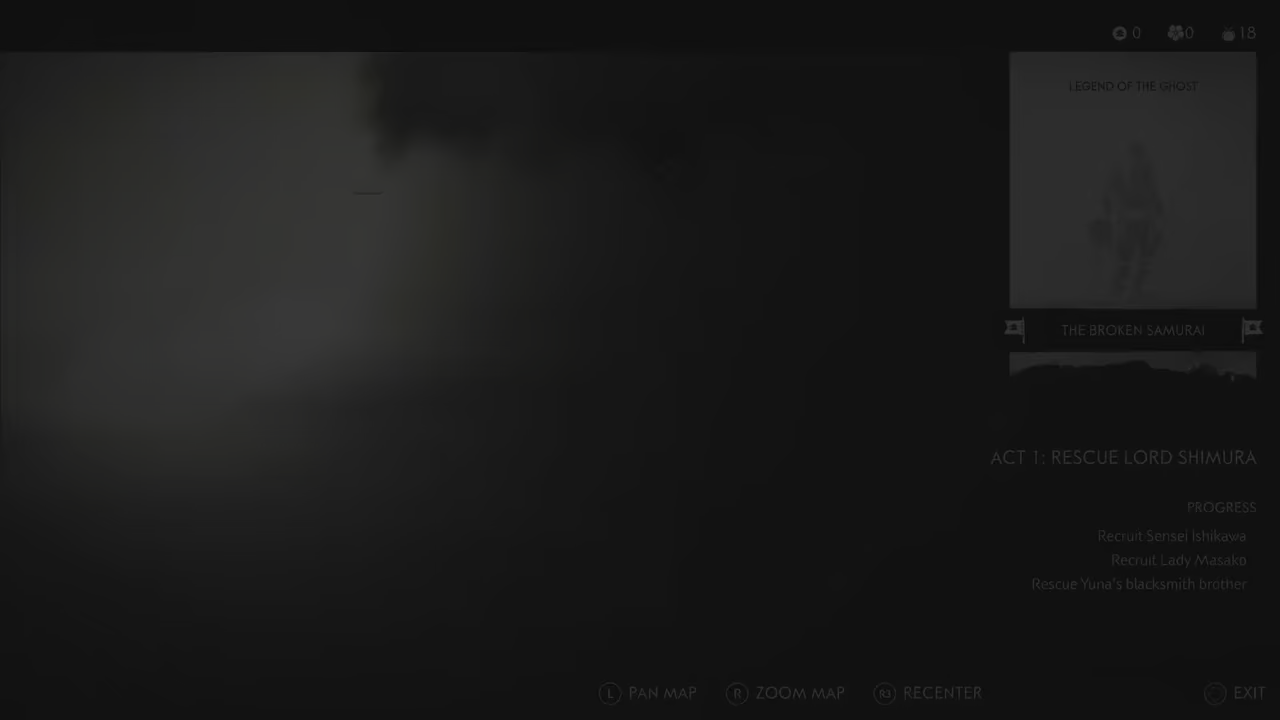 0 0 18
LEGEND OF THE GHOST
THE BROKEN SAMURAI
ACT 1: RESCUE LORD SHIMURA
PROGRESS
Recruit Sensei Ishikawa
Recruit Lady Masako
Rescue Yuna's blacksmith brother
L PAN MAP R ZOOM MAP R3 RECENTER EXIT